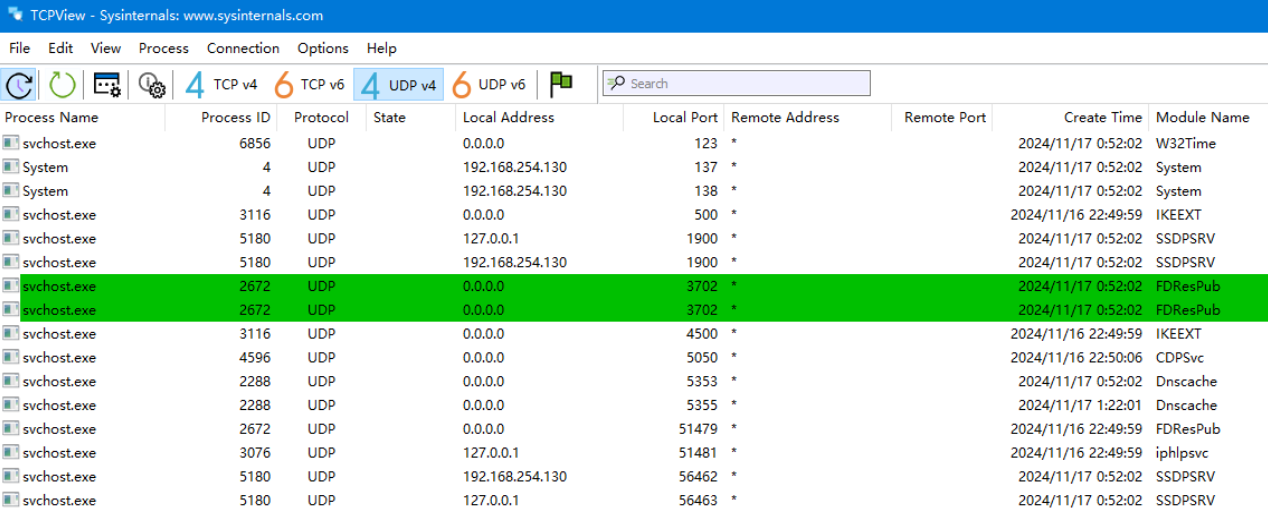 TCPView - Sysinternals: www.sysinternals.com
File Edit View Process Connection Options Help
4 TCP v4 6 TCP v6 4 UDP v4 6 UDP v6 Search
Process Name Process ID Protocol State Local Address Local Port Remote Address Remote Port Create Time Module Name
svchost.exe 6856 UDP 0.0.0.0 123 * 2024/11/17 0:52:02 W32Time
System 4 UDP 192.168.254.130 137 * 2024/11/17 0:52:02 System
System 4 UDP 192.168.254.130 138 * 2024/11/17 0:52:02 System
svchost.exe 3116 UDP 0.0.0.0 500 * 2024/11/16 22:49:59 IKEEXT
svchost.exe 5180 UDP 127.0.0.1 1900 * 2024/11/17 0:52:02 SSDPSRV
svchost.exe 5180 UDP 192.168.254.130 1900 * 2024/11/17 0:52:02 SSDPSRV
svchost.exe 2672 UDP 0.0.0.0 3702 * 2024/11/17 0:52:02 FDResPub
svchost.exe 2672 UDP 0.0.0.0 3702 * 2024/11/17 0:52:02 FDResPub
svchost.exe 3116 UDP 0.0.0.0 4500 * 2024/11/16 22:49:59 IKEEXT
svchost.exe 4596 UDP 0.0.0.0 5050 * 2024/11/16 22:50:06 CDPSvc
svchost.exe 2288 UDP 0.0.0.0 5353 * 2024/11/17 0:52:02 Dnscache
svchost.exe 2288 UDP 0.0.0.0 5355 * 2024/11/17 1:22:01 Dnscache
svchost.exe 2672 UDP 0.0.0.0 51479 * 2024/11/16 22:49:59 FDResPub
svchost.exe 3076 UDP 127.0.0.1 51481 * 2024/11/16 22:49:59 iphlpsvc
svchost.exe 5180 UDP 192.168.254.130 56462 * 2024/11/17 0:52:02 SSDPSRV
svchost.exe 5180 UDP 127.0.0.1 56463 * 2024/11/17 0:52:02 SSDPSRV